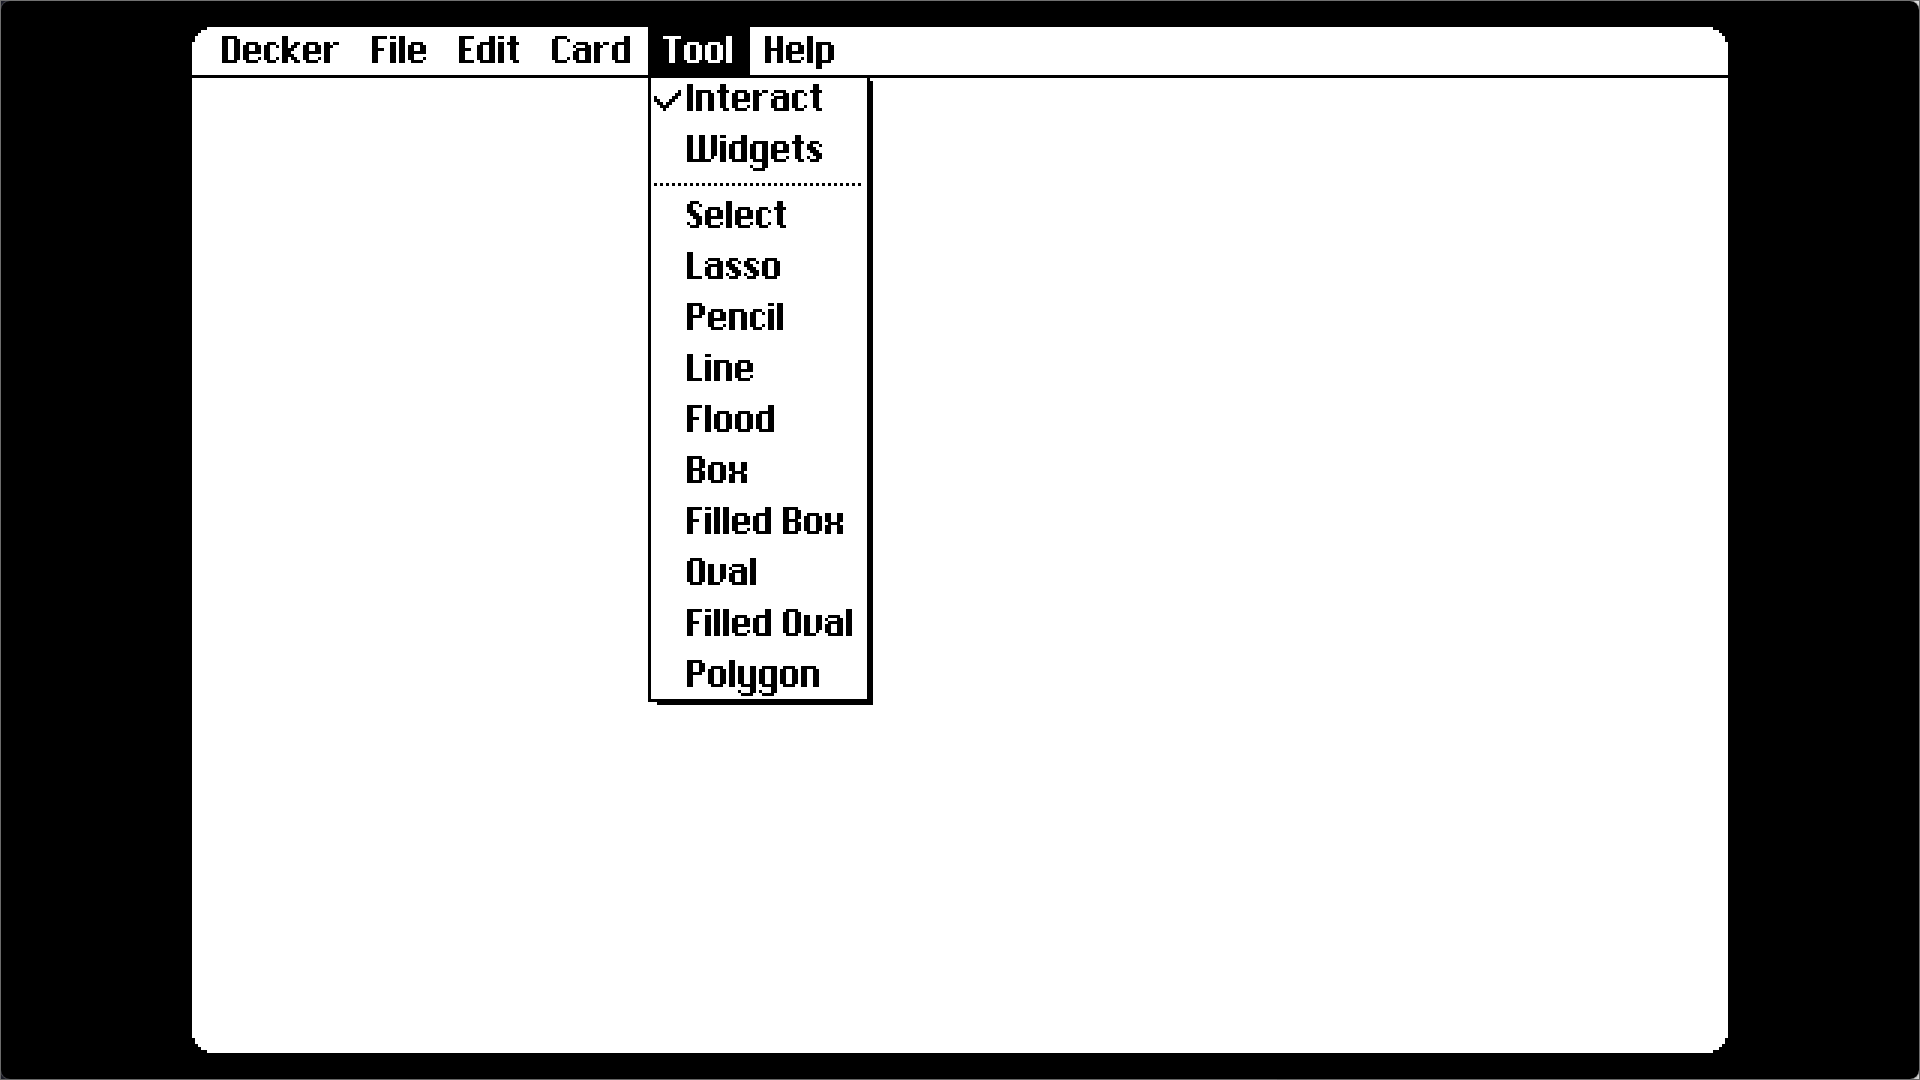 Decker File Edit Card Tool Help
Interact
Widgets
Select
Lasso
Pencil
Line
Flood
Box
Filled Box
Oval
Filled Oval
Polygon